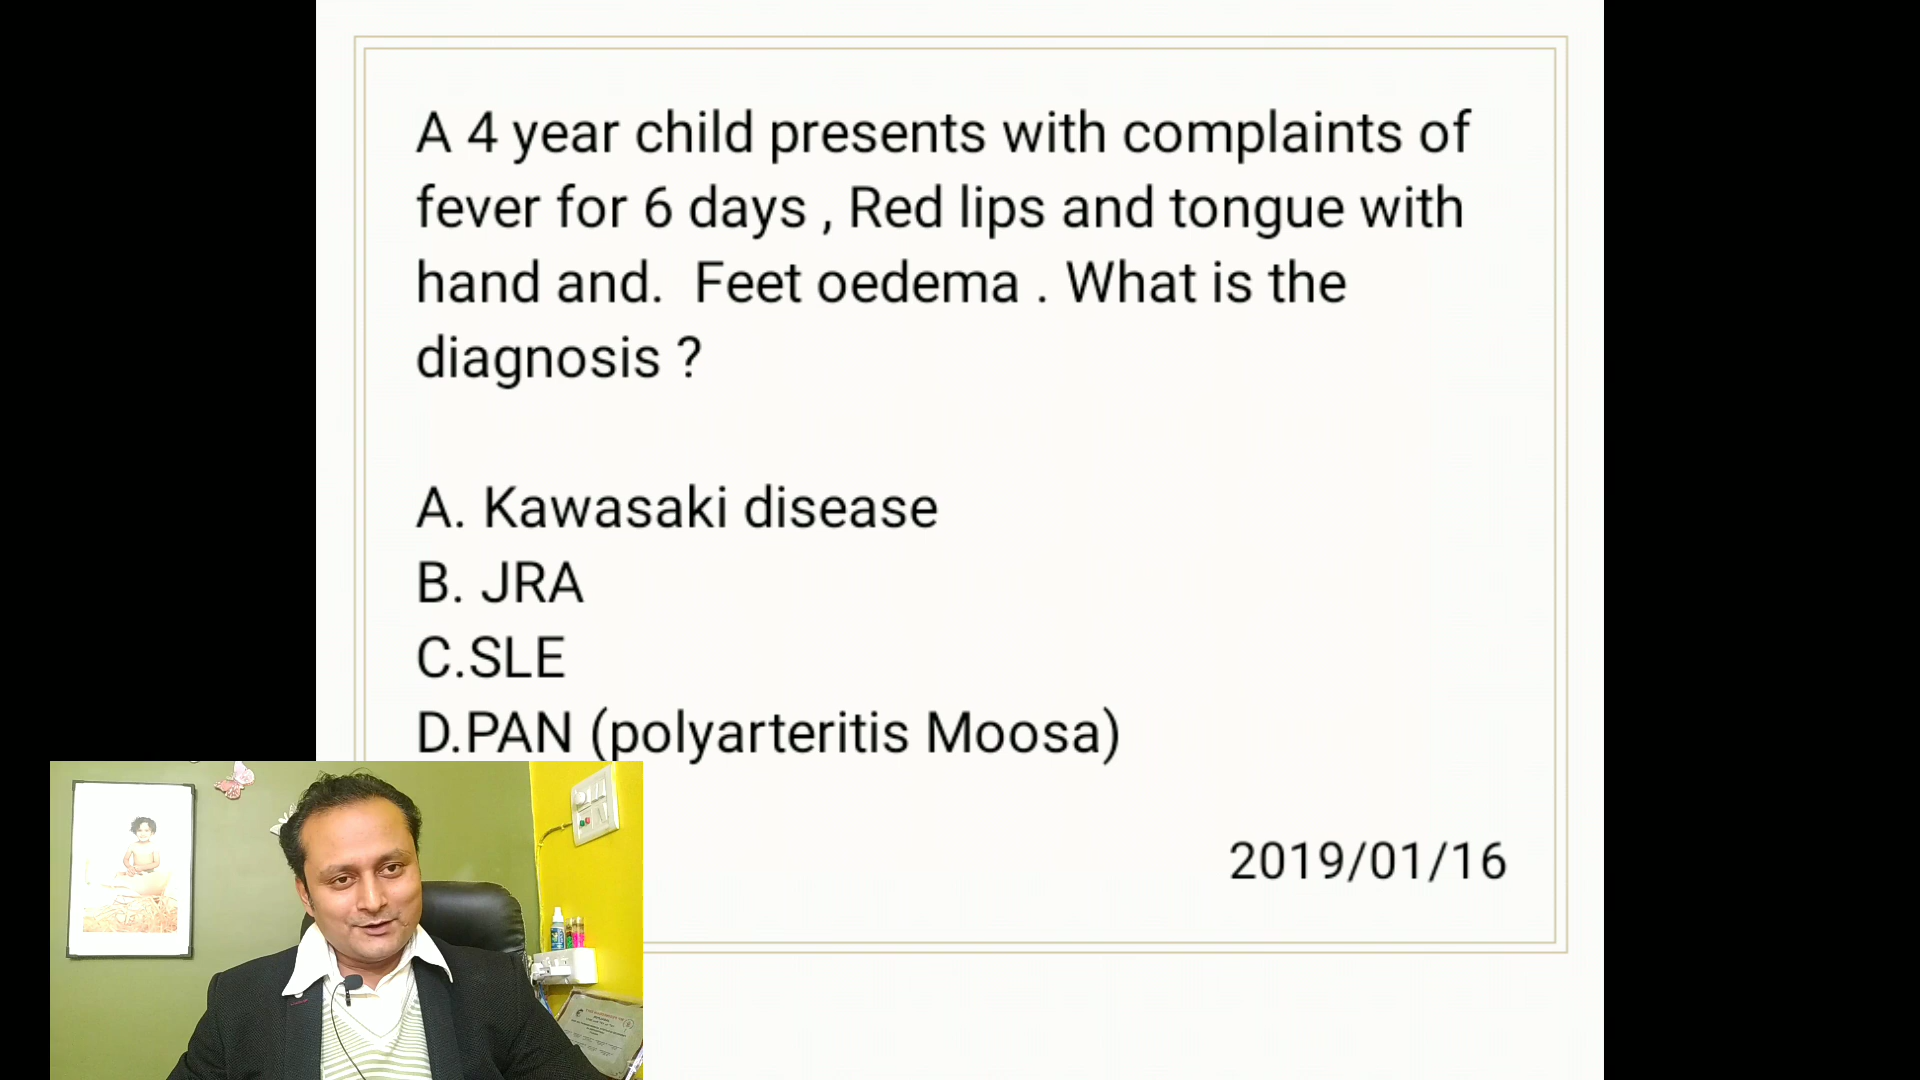 A 4 year child presents with complaints of
fever for 6 days , Red lips and tongue with
hand and.  Feet oedema . What is the
diagnosis ?
A. Kawasaki disease
B. JRA
C.SLE
D.PAN (polyarteritis Moosa)
2019/01/16